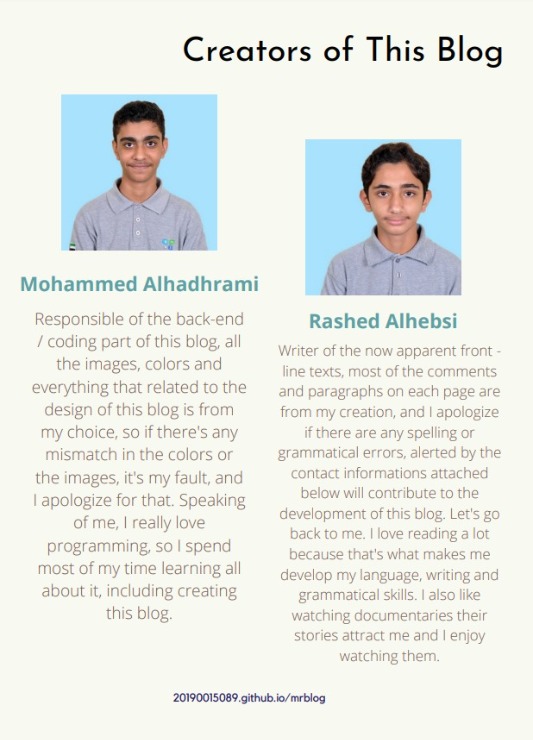 Creators of This Blog
Mohammed Alhadhrami
Responsible of the back-end
/ coding part of this blog, all
the images, colors and
everything that related to the
design of this blog is from
my choice, so if there's any
mismatch in the colors or
the images, it's my fault, and
I apologize for that. Speaking
of me, I really love
programming, so I spend
most of my time learning all
about it, including creating
this blog.
Rashed Alhebsi
Writer of the now apparent front -
line texts, most of the comments
and paragraphs on each page are
from my creation, and I apologize
if there are any spelling or
grammatical errors, alerted by the
contact informations attached
below will contribute to the
development of this blog. Let's go
back to me. I love reading a lot
because that's what makes me
develop my language, writing and
grammatical skills. I also like
watching documentaries their
stories attract me and I enjoy
watching them.
20190015089.github.io/mrblog